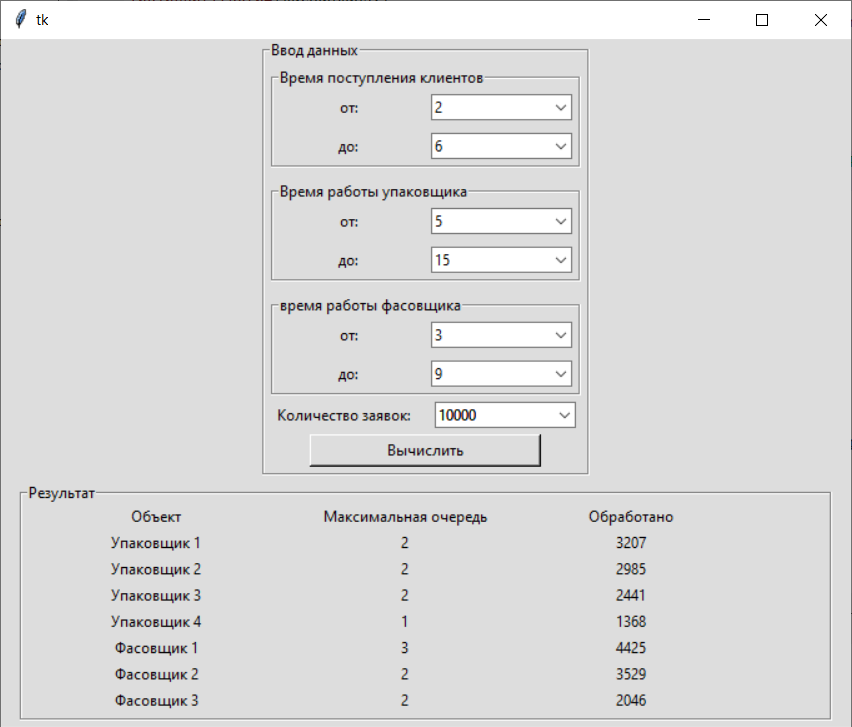 tk
Ввод данных
Время поступления клиентов
от: 2
до: 6
Время работы упаковщика
от: 5
до: 15
время работы фасовщика
от: 3
до: 9
Количество заявок: 10000
Вычислить
Результат
Объект Максимальная очередь Обработано
Упаковщик 1 2 3207
Упаковщик 2 2 2985
Упаковщик 3 2 2441
Упаковщик 4 1 1368
Фасовщик 1 3 4425
Фасовщик 2 2 3529
Фасовщик 3 2 2046